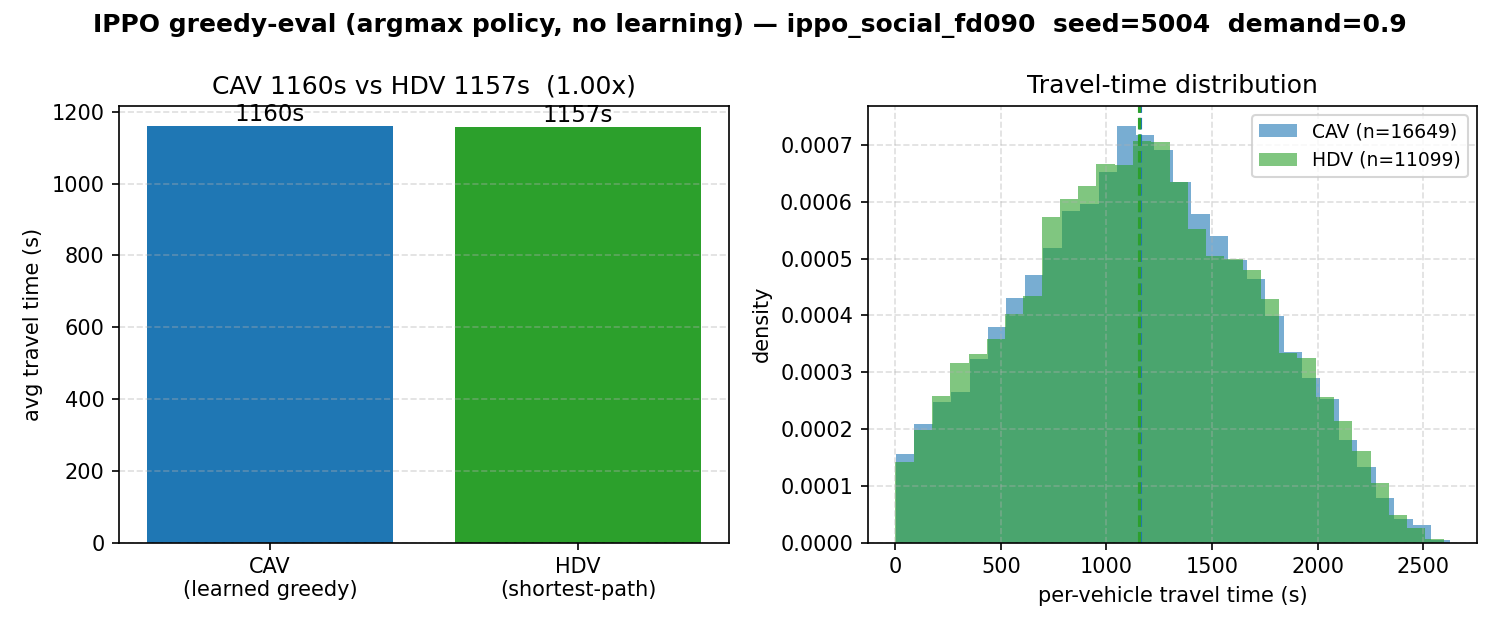 IPPO greedy-eval (argmax policy, no learning) — ippo_social_fd090  seed=5004  demand=0.9
CAV 1160s vs HDV 1157s  (1.00x)
1160s
1157s
1200
1000
800
600
400
200
0
avg travel time (s)
CAV
(learned greedy)
HDV
(shortest-path)
Travel-time distribution
CAV (n=16649)
HDV (n=11099)
0.0007
0.0006
0.0005
0.0004
0.0003
0.0002
0.0001
0.0000
density
0
500
1000
1500
2000
2500
per-vehicle travel time (s)